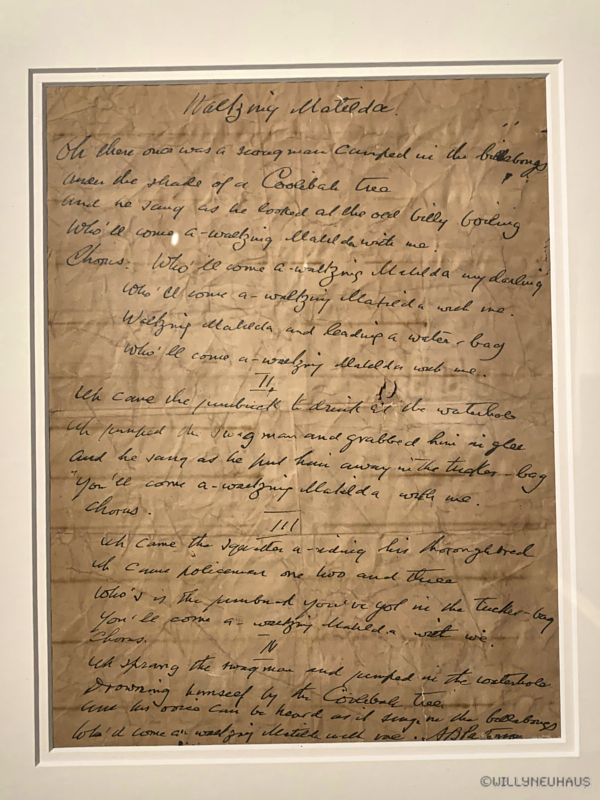 Waltzing Matilda.
Oh there once was a swagman camped in the billabongs
under the shade of a Coolibah tree
and he sang as he looked at the old billy boiling
Who'll come a-waltzing Matilda with me.
Chorus. Who'll come a-waltzing Matilda my darling
Who'll come a-waltzing Matilda with me.
Waltzing Matilda and leading a water-bag
Who'll come a-waltzing Matilda with me.
II.
Up came the jumbuck to drink at the waterhole
Up jumped the swagman and grabbed him in glee
And he sang as he put him away in the tucker-bag
"You'll come a-waltzing Matilda with me.
Chorus.
III
Up came the squatter a-riding his thoroughbred
Up came policemen one two and three
Who's is the jumbuck you've got in the tucker-bag
You'll come a-waltzing Matilda with we.
Chorus.
IV
Up sprang the swagman and jumped in the waterhole
Drowning himself by the Coolibah tree
And his voice can be heard as it sings in the billabongs
Who'll come a-waltzing Matilda with me. ABPaterson
©WILLYNEUHAUS